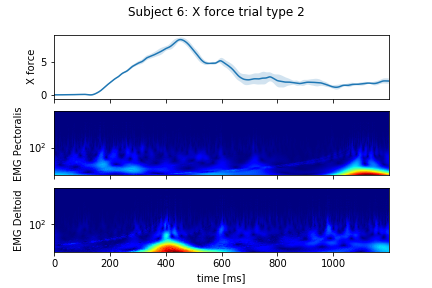 Subject 6: X force trial type 2
X force
5
0
EMG Pectoralis
10²
EMG Deltoid
10²
0 200 400 600 800 1000
time [ms]